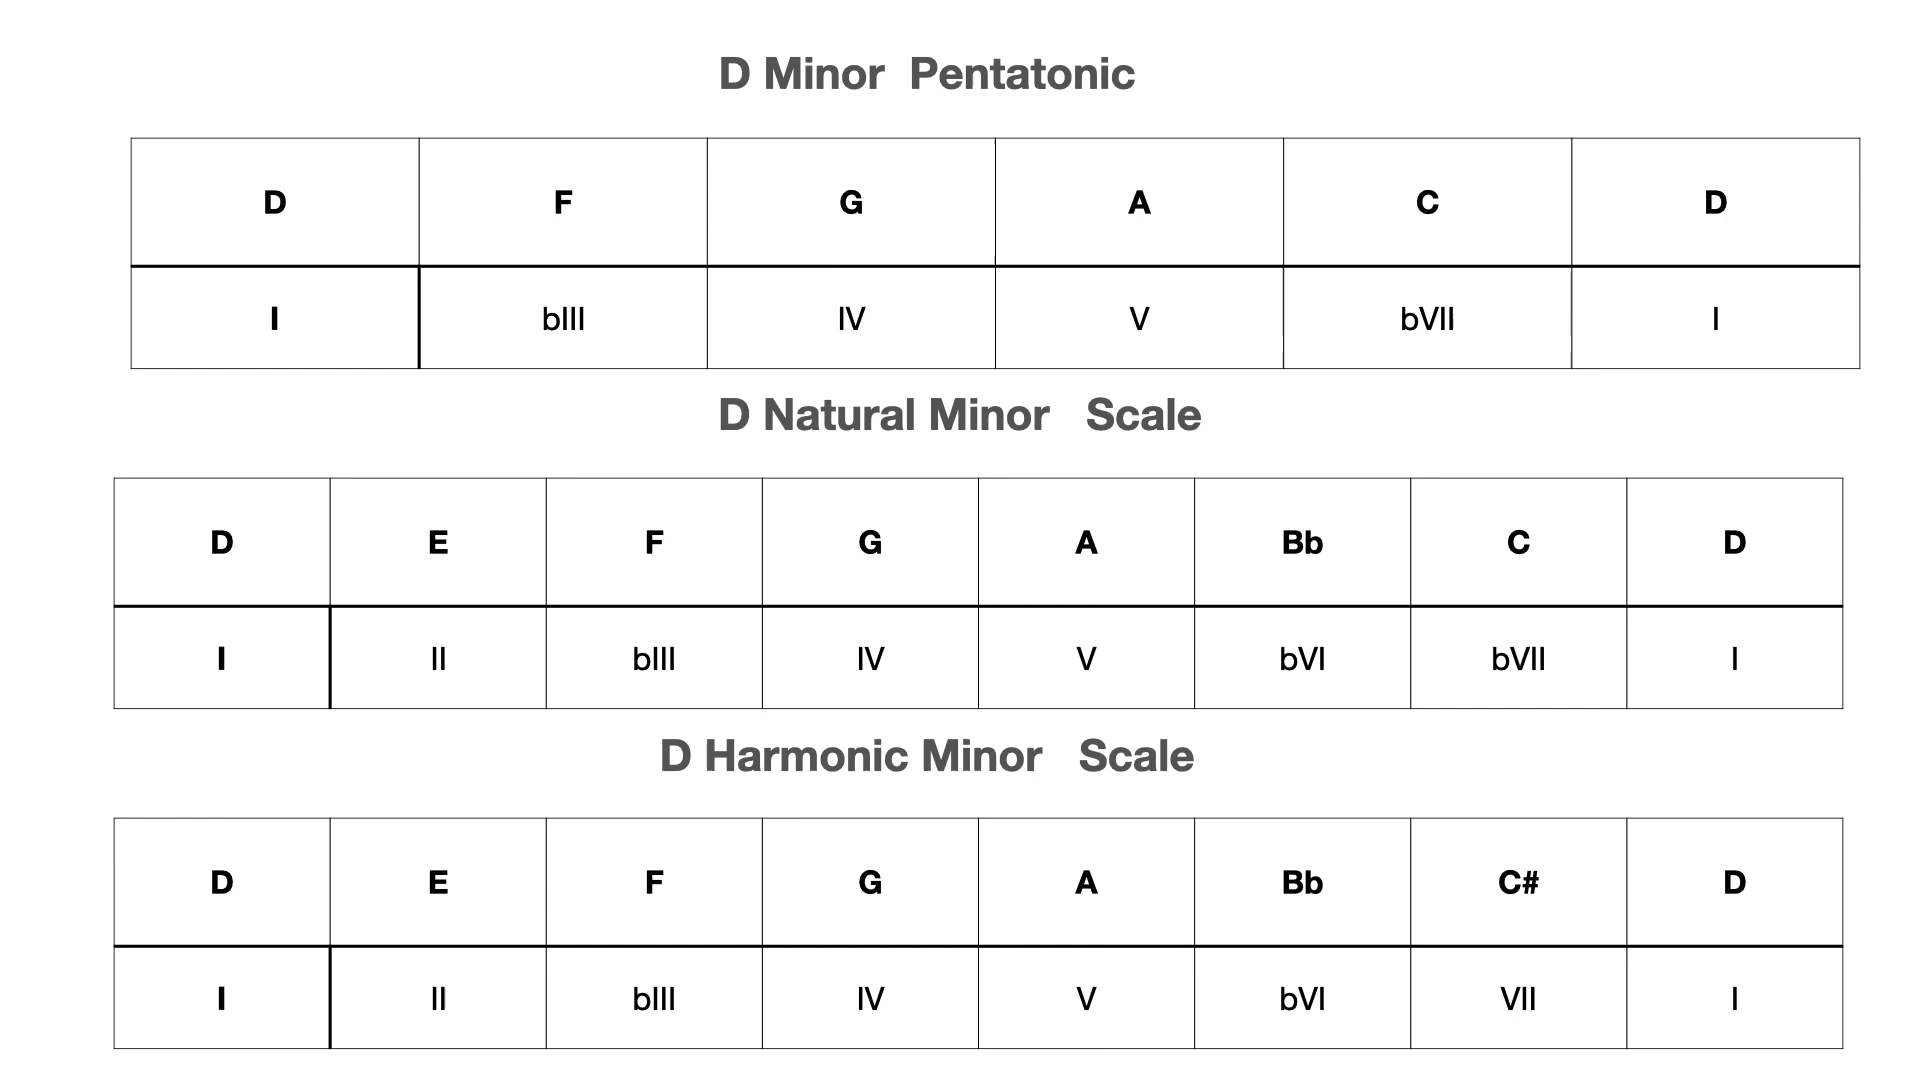 D Minor Pentatonic
D F G A C D
I bIII IV V bVII I
D Natural Minor Scale
D E F G A Bb C D
I II bIII IV V bVI bVII I
D Harmonic Minor Scale
D E F G A Bb C# D
I II bIII IV V bVI VII I